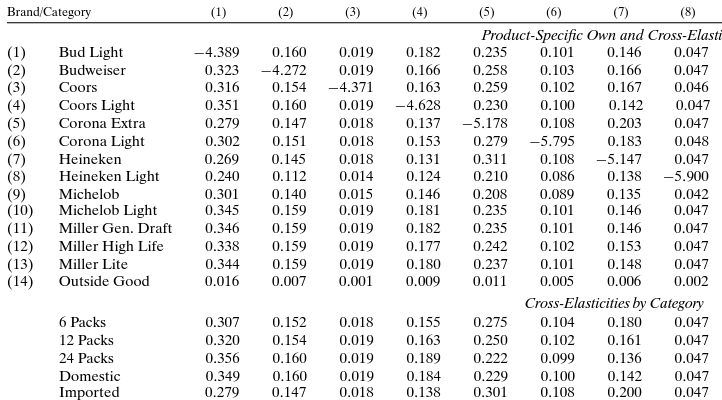 Brand/Category (1) (2) (3) (4) (5) (6) (7) (8)
Product-Specific Own and Cross-Elasti
(1) Bud Light −4.389 0.160 0.019 0.182 0.235 0.101 0.146 0.047
(2) Budweiser 0.323 −4.272 0.019 0.166 0.258 0.103 0.166 0.047
(3) Coors 0.316 0.154 −4.371 0.163 0.259 0.102 0.167 0.046
(4) Coors Light 0.351 0.160 0.019 −4.628 0.230 0.100 0.142 0.047
(5) Corona Extra 0.279 0.147 0.018 0.137 −5.178 0.108 0.203 0.047
(6) Corona Light 0.302 0.151 0.018 0.153 0.279 −5.795 0.183 0.048
(7) Heineken 0.269 0.145 0.018 0.131 0.311 0.108 −5.147 0.047
(8) Heineken Light 0.240 0.112 0.014 0.124 0.210 0.086 0.138 −5.900
(9) Michelob 0.301 0.140 0.015 0.146 0.208 0.089 0.135 0.042
(10) Michelob Light 0.345 0.159 0.019 0.181 0.235 0.101 0.146 0.047
(11) Miller Gen. Draft 0.346 0.159 0.019 0.182 0.235 0.101 0.146 0.047
(12) Miller High Life 0.338 0.159 0.019 0.177 0.242 0.102 0.153 0.047
(13) Miller Lite 0.344 0.159 0.019 0.180 0.237 0.101 0.148 0.047
(14) Outside Good 0.016 0.007 0.001 0.009 0.011 0.005 0.006 0.002
Cross-Elasticities by Category
6 Packs 0.307 0.152 0.018 0.155 0.275 0.104 0.180 0.047
12 Packs 0.320 0.154 0.019 0.163 0.250 0.102 0.161 0.047
24 Packs 0.356 0.160 0.019 0.189 0.222 0.099 0.136 0.047
Domestic 0.349 0.160 0.019 0.184 0.229 0.100 0.142 0.047
Imported 0.279 0.147 0.018 0.138 0.301 0.108 0.200 0.047